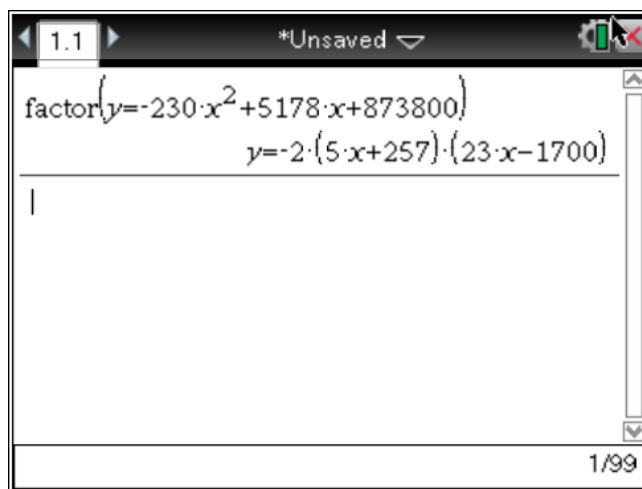 1.1 *Unsaved
factor(y=-230·x²+5178·x+873800)
y=-2·(5·x+257)·(23·x-1700)
1/99